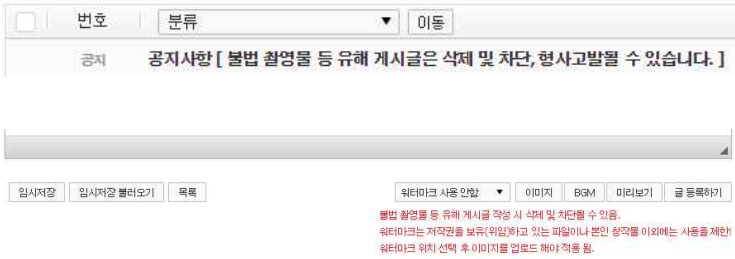 번호 분류 이동
공지 공지사항 [ 불법 촬영물 등 유해 게시글은 삭제 및 차단, 형사고발될 수 있습니다. ]
임시저장 임시저장 불러오기 목록 워터마크 사용 안함 이미지 BGM 미리보기 글 등록하기
불법 촬영물 등 유해 게시글 작성 시 삭제 및 차단될 수 있음.
워터마크는 저작권을 보유(위임)하고 있는 파일이나 본인 창작물 이외에는 사용을 제한
워터마크 위치 선택 후 이미지를 업로드 해야 적용 됨.